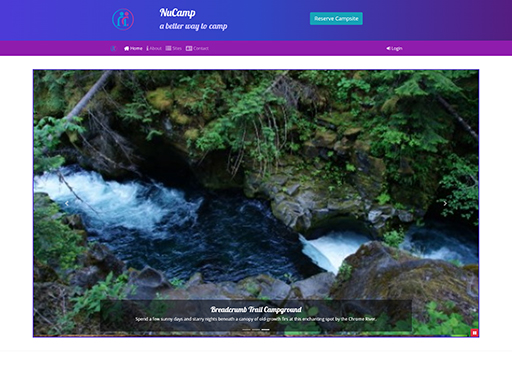 NuCamp
a better way to camp
Reserve Campsite
Home About Sites Contact
Login
Breadcrumb Trail Campground
Spend a few sunny days and starry nights beneath a canopy of old-growth firs at this enchanting spot by the Chrome River.